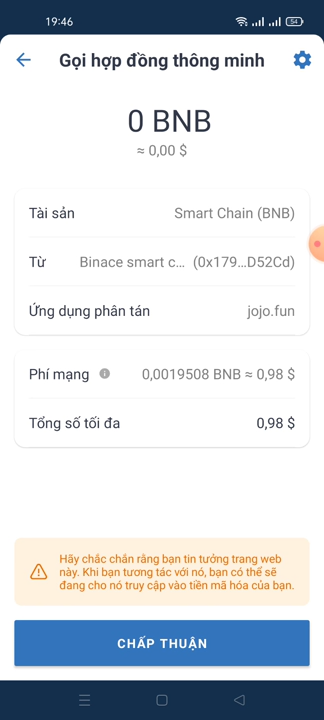 19:46
54
Gọi hợp đồng thông minh
0 BNB
≈ 0,00 $
Tài sản Smart Chain (BNB)
Từ Binace smart c... (0x179...D52Cd)
Ứng dụng phân tán jojo.fun
Phí mạng 0,0019508 BNB ≈ 0,98 $
Tổng số tối đa 0,98 $
Hãy chắc chắn rằng bạn tin tưởng trang web
này. Khi bạn tương tác với nó, bạn có thể sẽ
đang cho nó truy cập vào tiền mã hóa của bạn.
CHẤP THUẬN